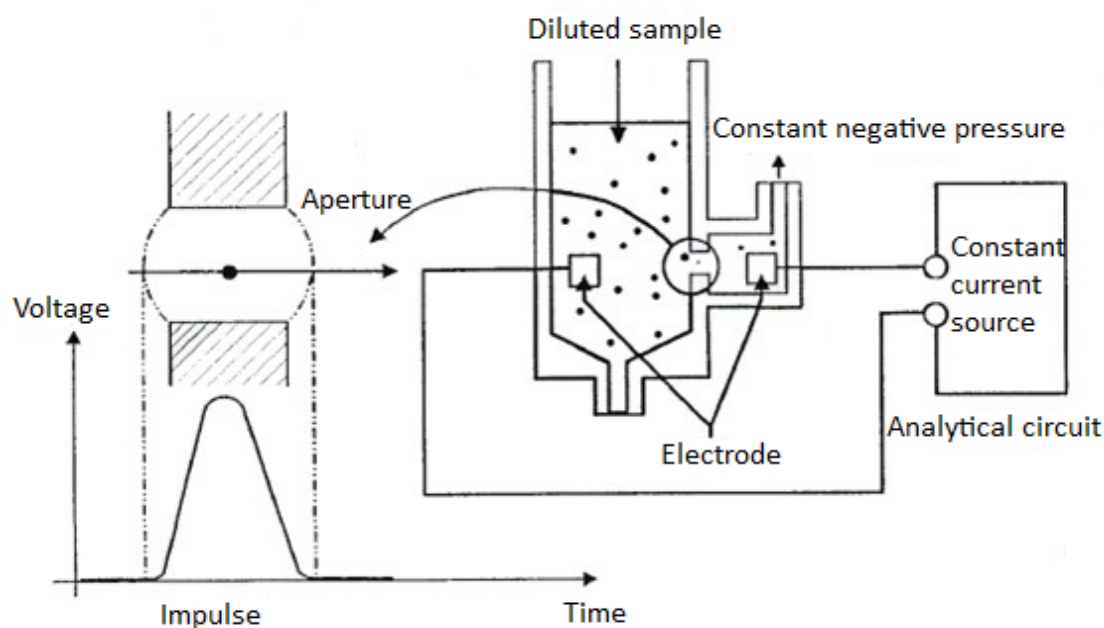 Diluted sample
Constant negative pressure
Aperture
Constant
current
source
Voltage
Analytical circuit
Electrode
Impulse
Time